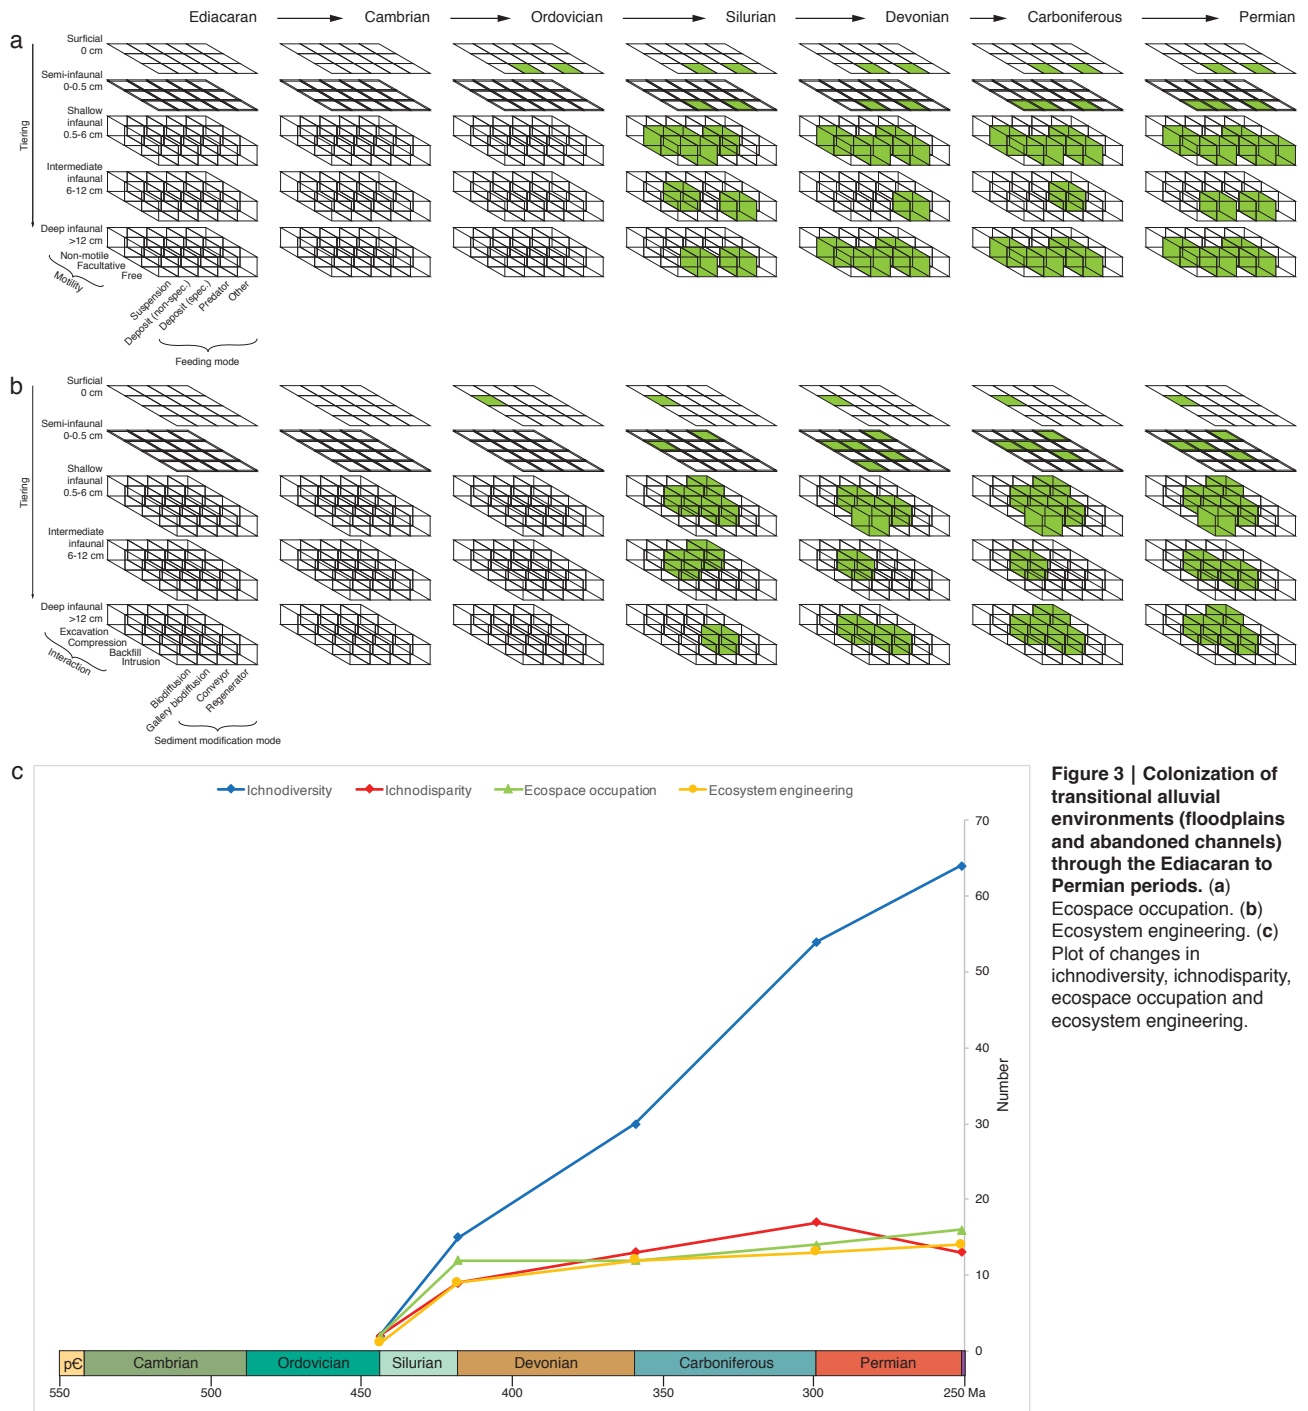 Ediacaran
Cambrian
Ordovician
Silurian
Devonian
Carboniferous
Permian
a
Tiering
Surficial
0 cm
Semi-infaunal
0-0.5 cm
Shallow
infaunal
0.5-6 cm
Intermediate
infaunal
6-12 cm
Deep infaunal
>12 cm
Non-motile
Facultative
Free
Motility
Suspension
Deposit (non-spec.)
Deposit (spec.)
Predator
Other
Feeding mode
b
Tiering
Surficial
0 cm
Semi-infaunal
0-0.5 cm
Shallow
infaunal
0.5-6 cm
Intermediate
infaunal
6-12 cm
Deep infaunal
>12 cm
Excavation
Compression
Backfill
Intrusion
Interaction
Biodiffusion
Gallery biodiffusion
Conveyor
Regenerator
Sediment modification mode
c
Ichnodiversity
Ichnodisparity
Ecospace occupation
Ecosystem engineering
70
60
50
40
30
20
10
0
Number
pЄ
Cambrian
Ordovician
Silurian
Devonian
Carboniferous
Permian
550
500
450
400
350
300
250 Ma
Figure 3 | Colonization of
transitional alluvial
environments (floodplains
and abandoned channels)
through the Ediacaran to
Permian periods. (a)
Ecospace occupation. (b)
Ecosystem engineering. (c)
Plot of changes in
ichnodiversity, ichnodisparity,
ecospace occupation and
ecosystem engineering.